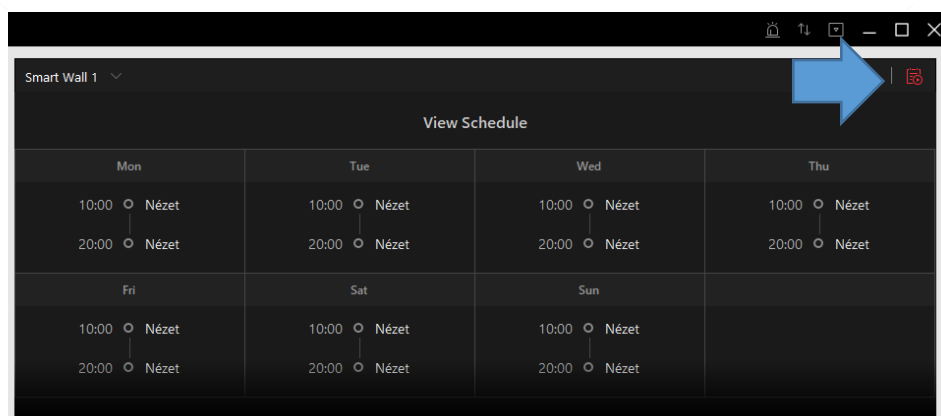 Smart Wall 1
View Schedule
Mon Tue Wed Thu
10:00 Nézet 10:00 Nézet 10:00 Nézet 10:00 Nézet
20:00 Nézet 20:00 Nézet 20:00 Nézet 20:00 Nézet
Fri Sat Sun
10:00 Nézet 10:00 Nézet 10:00 Nézet
20:00 Nézet 20:00 Nézet 20:00 Nézet